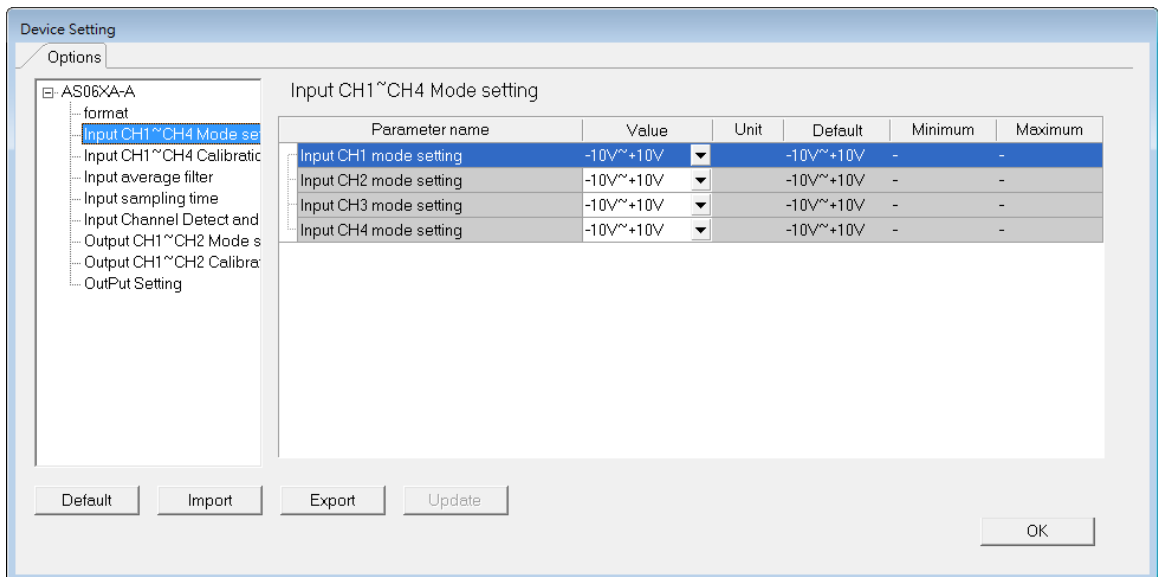 Device Setting
Options
AS06XA-A
format
Input CH1~CH4 Mode set
Input CH1~CH4 Calibratic
Input average filter
Input sampling time
Input Channel Detect and
Output CH1~CH2 Mode s
Output CH1~CH2 Calibra
OutPut Setting
Input CH1~CH4 Mode setting
Parameter name Value Unit Default Minimum Maximum
Input CH1 mode setting -10V~+10V -10V~+10V - -
Input CH2 mode setting -10V~+10V -10V~+10V - -
Input CH3 mode setting -10V~+10V -10V~+10V - -
Input CH4 mode setting -10V~+10V -10V~+10V - -
Default Import Export Update
OK